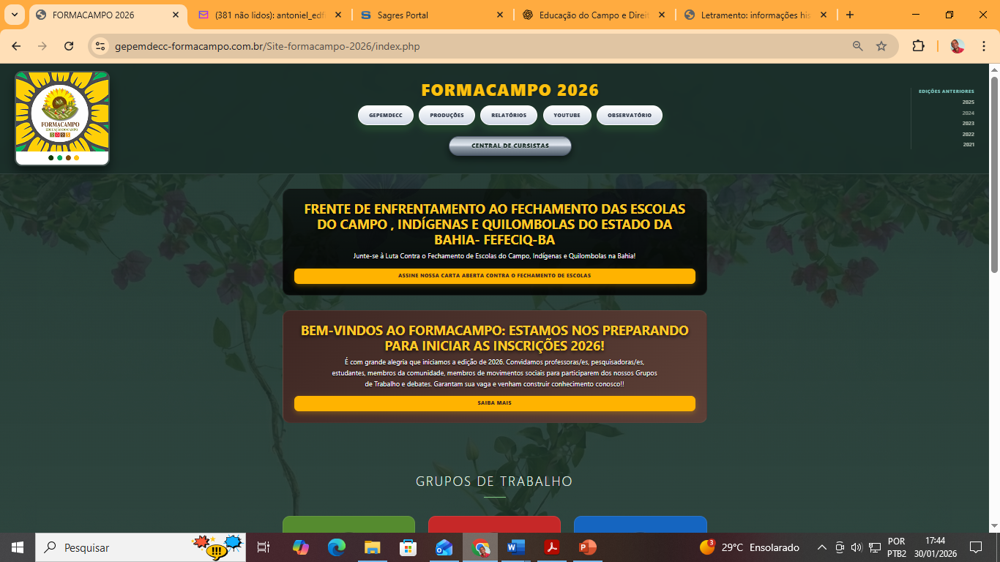 FORMACAMPO 2026
(381 não lidos): antoniel_edfi
Sagres Portal
Educação do Campo e Direit
Letramento: informações his
gepemdecc-formacampo.com.br/Site-formacampo-2026/index.php
FORMACAMPO
EDUCAÇÃO DO CAMPO
FORMACAMPO 2026
GEPEMDECC
PRODUÇÕES
RELATÓRIOS
YOUTUBE
OBSERVATÓRIO
CENTRAL DE CURSISTAS
EDIÇÕES ANTERIORES
2025
2024
2023
2022
2021
FRENTE DE ENFRENTAMENTO AO FECHAMENTO DAS ESCOLAS
DO CAMPO , INDÍGENAS E QUILOMBOLAS DO ESTADO DA
BAHIA- FEFECIQ-BA
Junte-se à Luta Contra o Fechamento de Escolas do Campo, Indígenas e Quilombolas na Bahia!
ASSINE NOSSA CARTA ABERTA CONTRA O FECHAMENTO DE ESCOLAS
BEM-VINDOS AO FORMACAMPO: ESTAMOS NOS PREPARANDO
PARA INICIAR AS INSCRIÇÕES 2026!
É com grande alegria que iniciamos a edição de 2026. Convidamos professoras/es, pesquisadoras/es,
estudantes, membros da comunidade, membros de movimentos sociais para participarem dos nossos Grupos
de Trabalho e debates. Garantam sua vaga e venham construir conhecimento conosco!!
SAIBA MAIS
GRUPOS DE TRABALHO
Pesquisar
3
29°C Ensolarado
POR
PTB2
17:44
30/01/2026